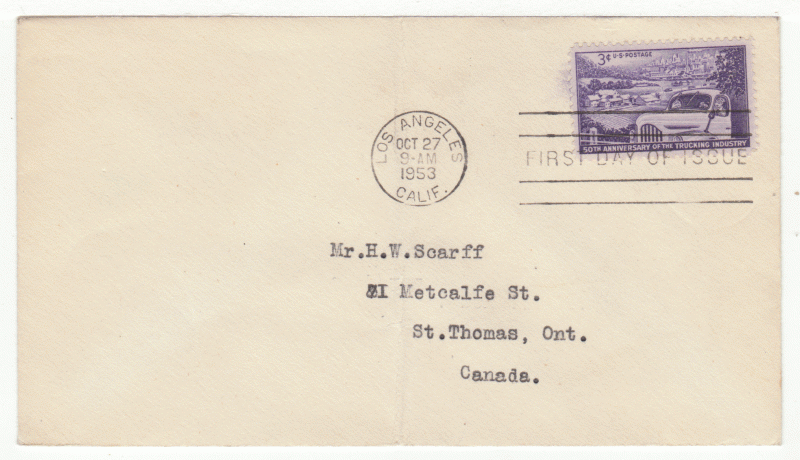 3¢ U·S·POSTAGE
50TH ANNIVERSARY OF THE TRUCKING INDUSTRY
FIRST DAY OF ISSUE
LOS ANGELES
OCT 27
9-AM
1953
CALIF.
Mr.H.W.Scarff
Metcalfe St.
St.Thomas, Ont.
Canada.